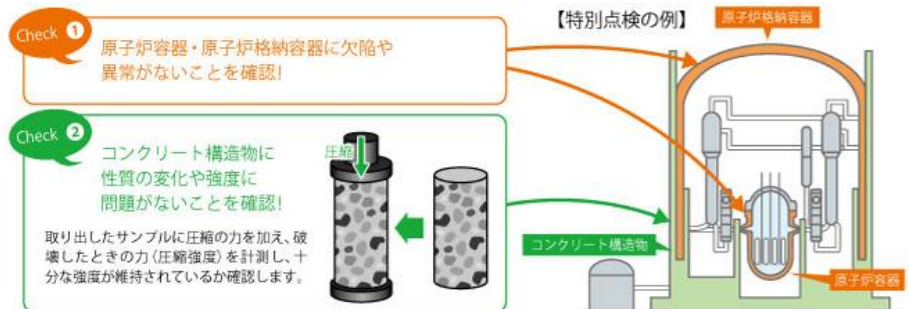 Check 1
原子炉容器・原子炉格納容器に欠陥や
異常がないことを確認!
Check 2
コンクリート構造物に
性質の変化や強度に
問題がないことを確認!
取り出したサンプルに圧縮の力を加え、破
壊したときの力（圧縮強度）を計測し、十
分な強度が維持されているか確認します。
圧縮
【特別点検の例】
原子炉格納容器
コンクリート構造物
原子炉容器